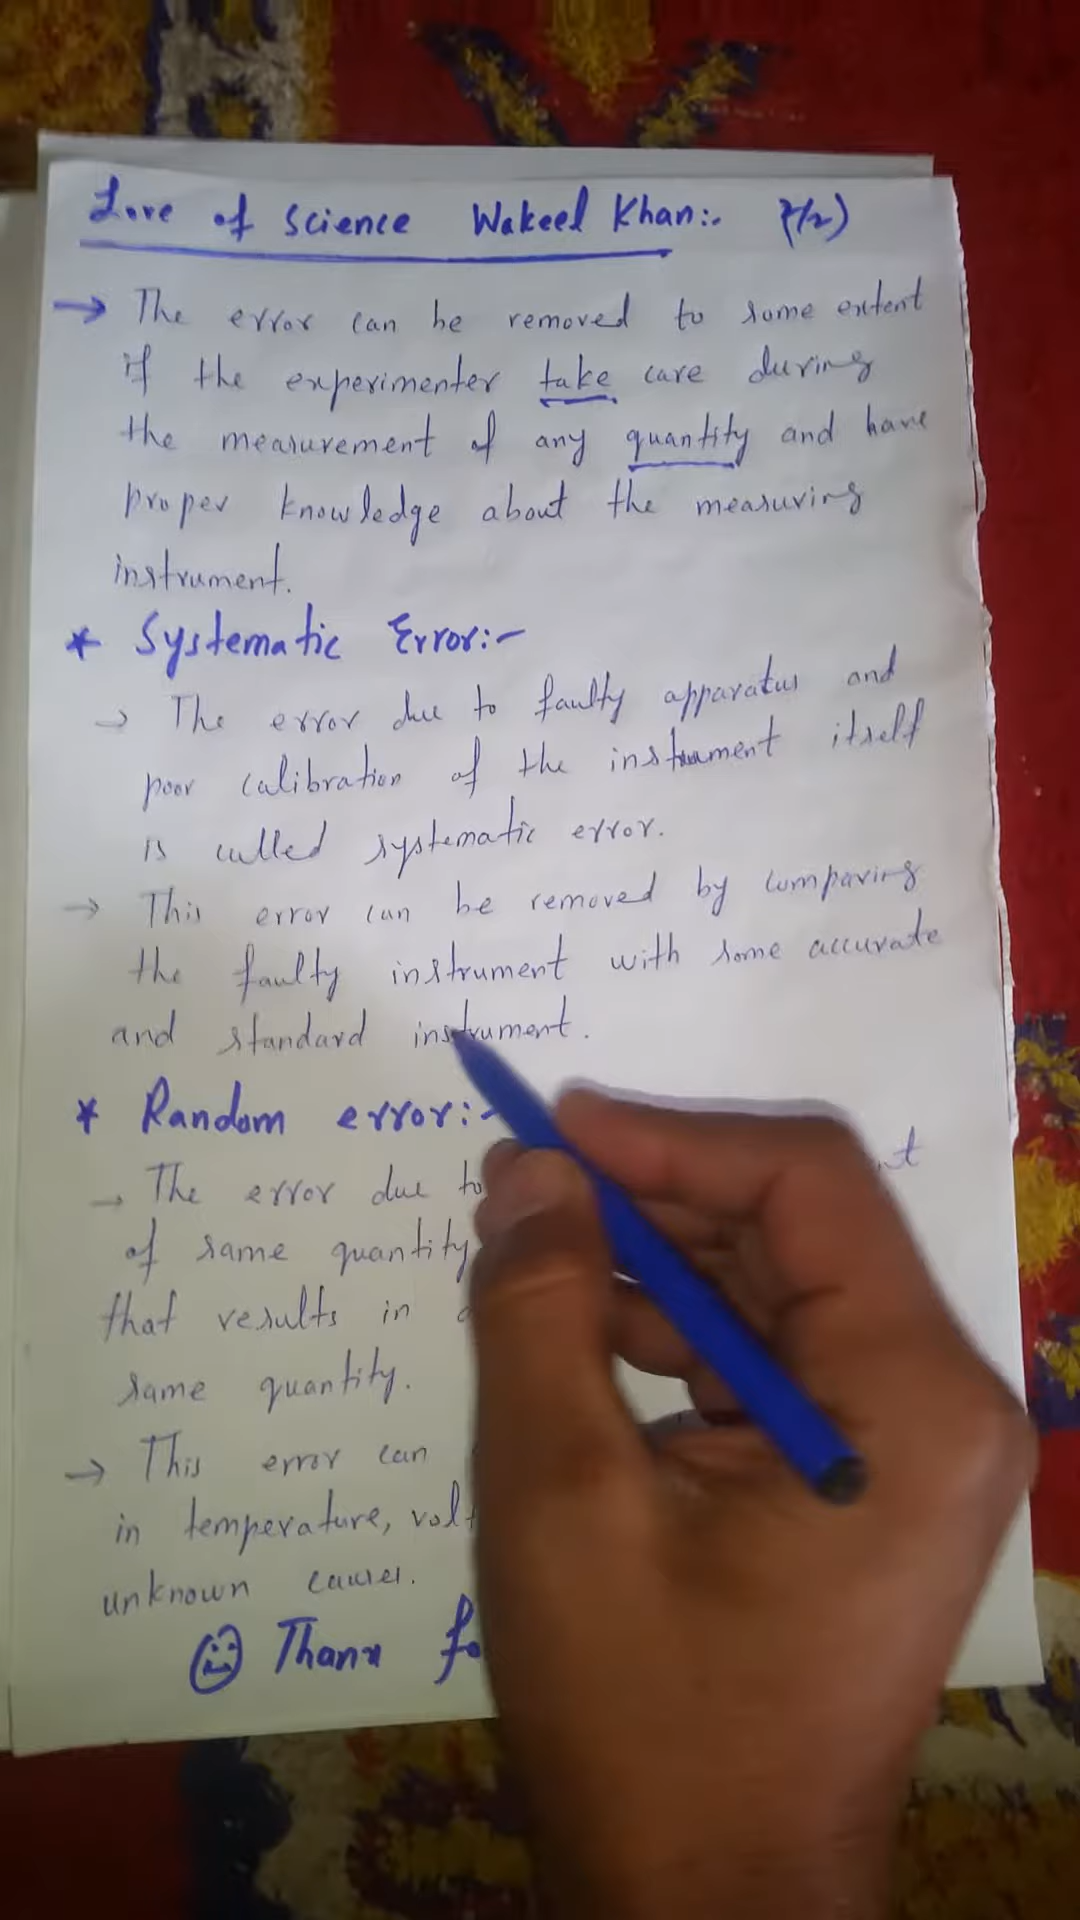 Love of Science Wakeel Khan:. (P/2)
→ The error can be removed to some extent
if the experimenter take care during
the measurement of any quantity and have
proper knowledge about the measuring
instrument.
* Systematic Error:-
→ The error due to faulty apparatus and
poor calibration of the instrument itself
is called systematic error.
→ This error can be removed by comparing
the faulty instrument with some accurate
and standard instrument.
* Random error:-
→ The error due to
of same quantity
that results in
same quantity.
→ This error can
in temperature,
unknown causes.
Thanx